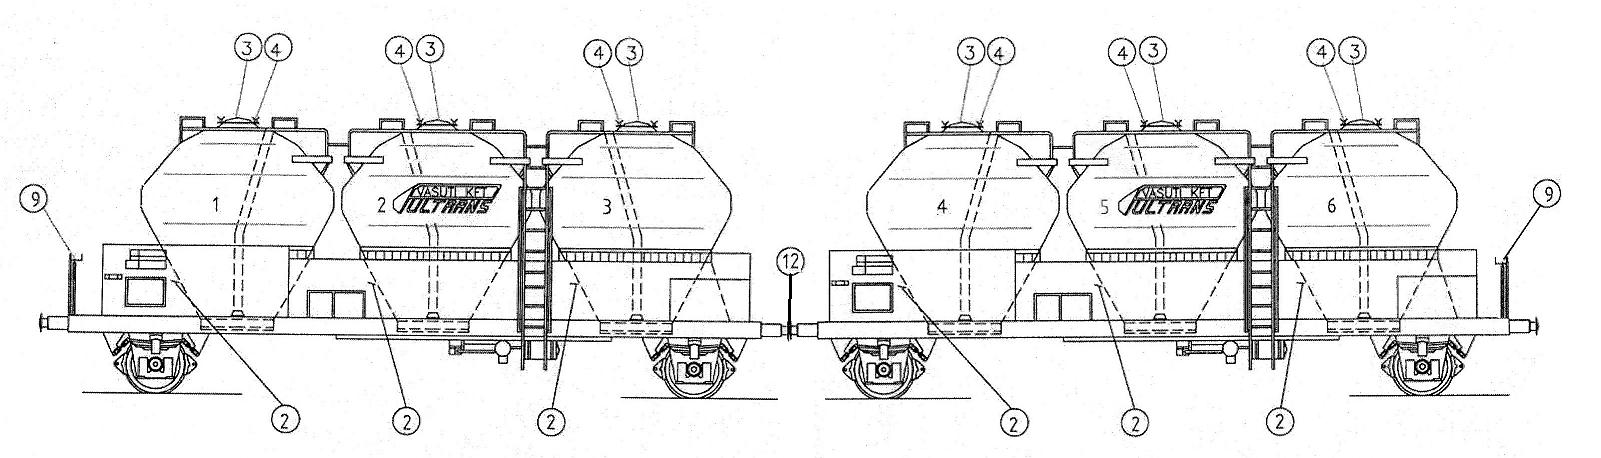 3 4 4 3 4 3 3 4 4 3 4 3
9 1 2 VASUTI KFT 3 4 5 VASUTI KFT 6 9
ULTRANS ULTRANS
12
2 2 2 2 2 2